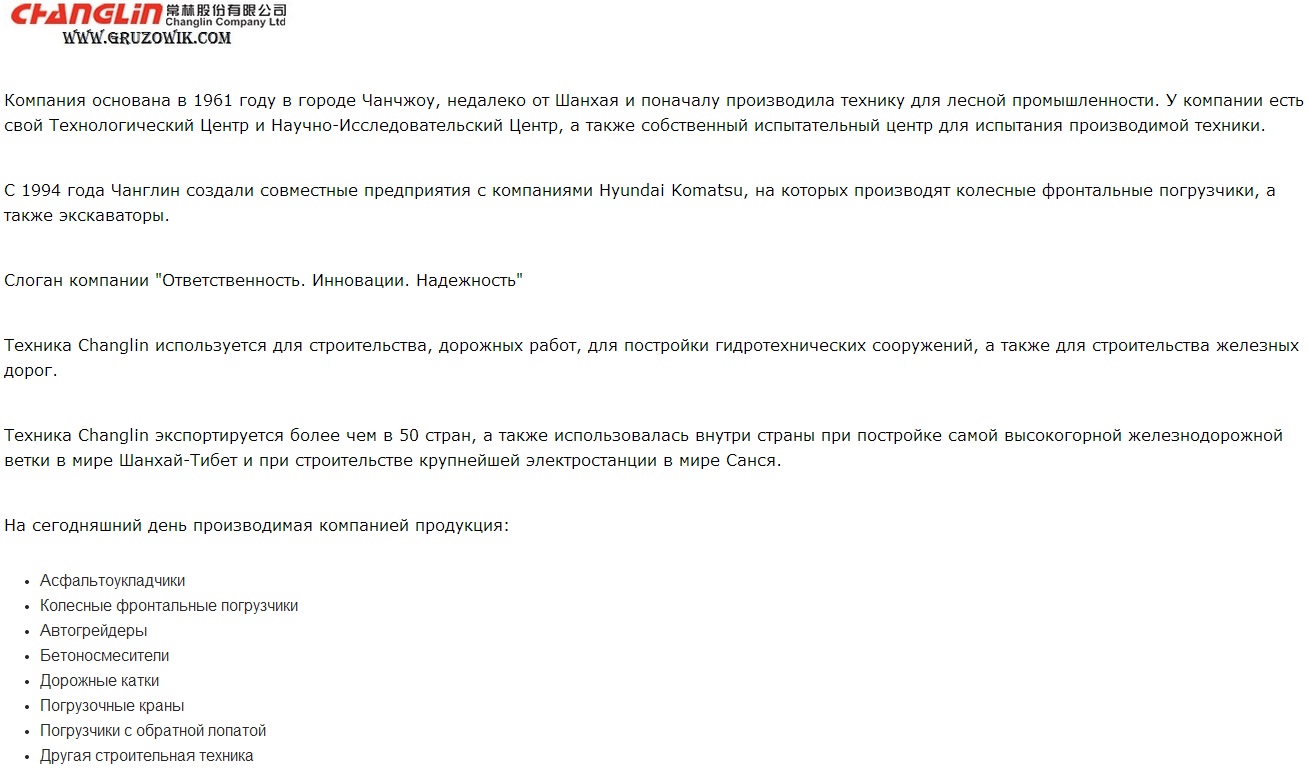 CHANGLIN 常林股份有限公司
Changlin Company Ltd
WWW.GRUZOWIK.COM
Компания основана в 1961 году в городе Чанчжоу, недалеко от Шанхая и поначалу производила технику для лесной промышленности. У компании есть
свой Технологический Центр и Научно-Исследовательский Центр, а также собственный испытательный центр для испытания производимой техники.
С 1994 года Чанглин создали совместные предприятия с компаниями Hyundai Komatsu, на которых производят колесные фронтальные погрузчики, а
также экскаваторы.
Слоган компании "Ответственность. Инновации. Надежность"
Техника Changlin используется для строительства, дорожных работ, для постройки гидротехнических сооружений, а также для строительства железных
дорог.
Техника Changlin экспортируется более чем в 50 стран, а также использовалась внутри страны при постройке самой высокогорной железнодорожной
ветки в мире Шанхай-Тибет и при строительстве крупнейшей электростанции в мире Санся.
На сегодняшний день производимая компанией продукция:
• Асфальтоукладчики
• Колесные фронтальные погрузчики
• Автогрейдеры
• Бетоносмесители
• Дорожные катки
• Погрузочные краны
• Погрузчики с обратной лопатой
• Другая строительная техника